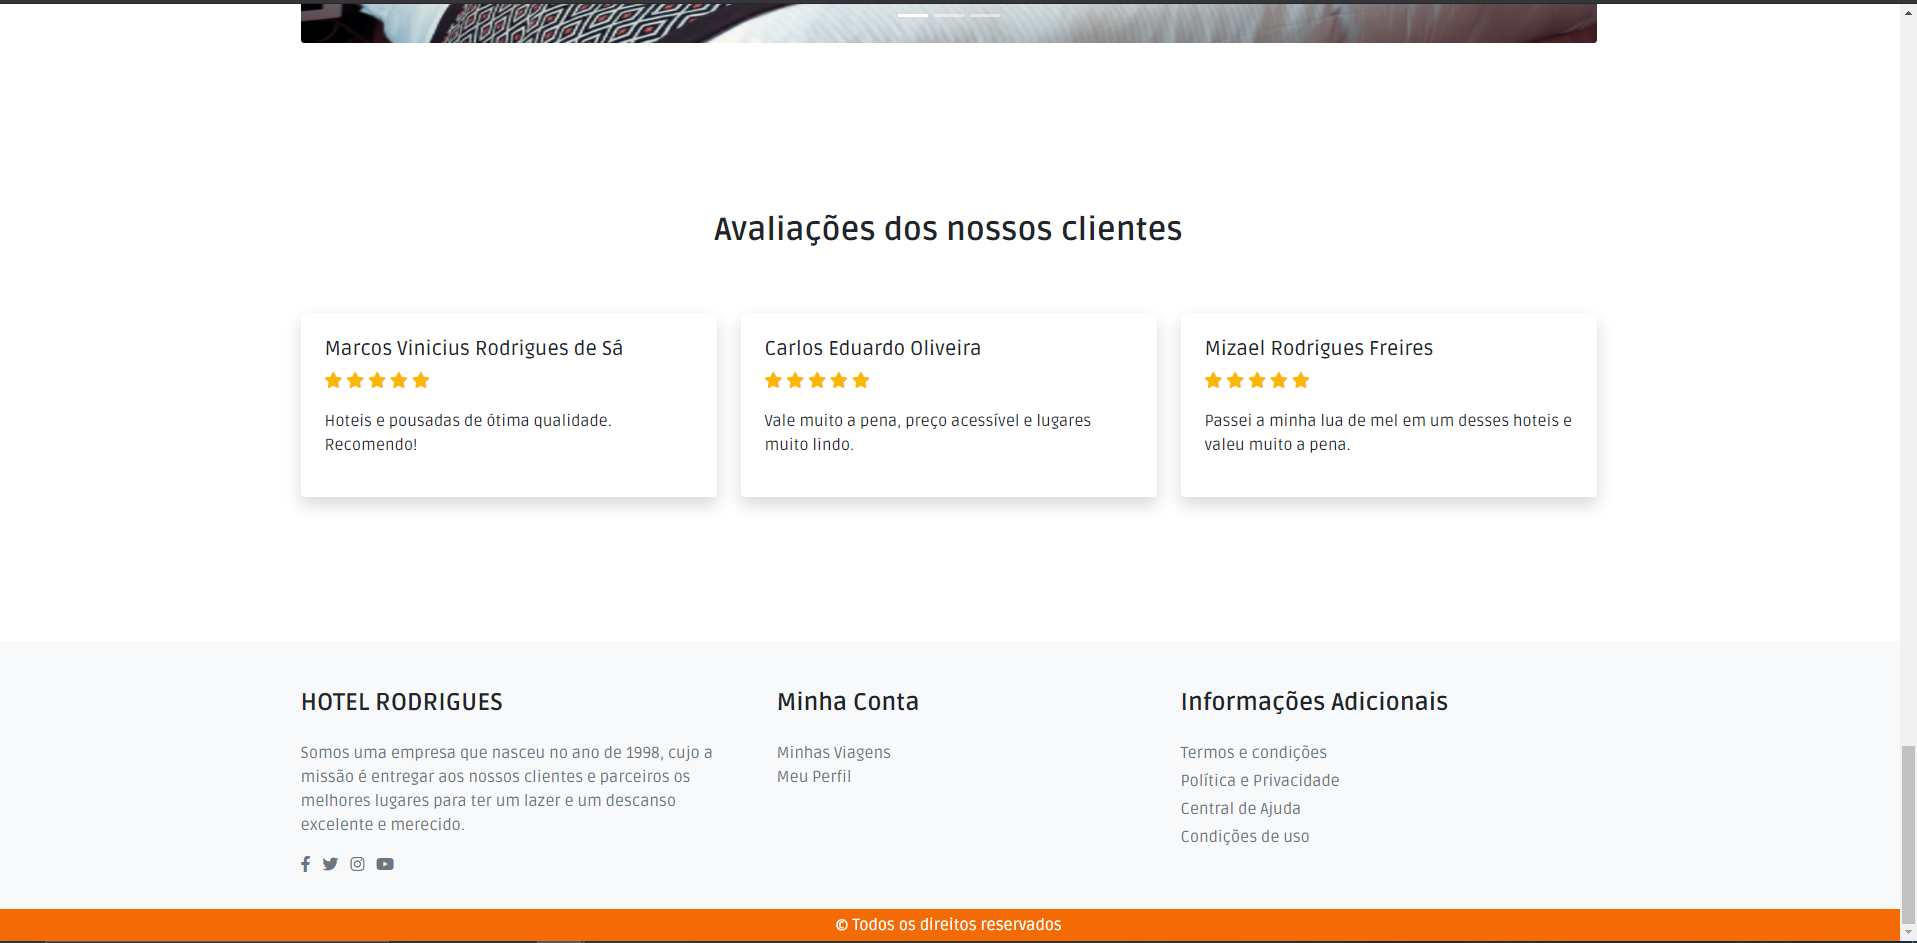 Avaliações dos nossos clientes
Marcos Vinicius Rodrigues de Sá
Hoteis e pousadas de ótima qualidade.
Recomendo!
Carlos Eduardo Oliveira
Vale muito a pena, preço acessível e lugares
muito lindo.
Mizael Rodrigues Freires
Passei a minha lua de mel em um desses hoteis e
valeu muito a pena.
HOTEL RODRIGUES
Somos uma empresa que nasceu no ano de 1998, cujo a
missão é entregar aos nossos clientes e parceiros os
melhores lugares para ter um lazer e um descanso
excelente e merecido.
Minha Conta
Minhas Viagens
Meu Perfil
Informações Adicionais
Termos e condições
Política e Privacidade
Central de Ajuda
Condições de uso
© Todos os direitos reservados